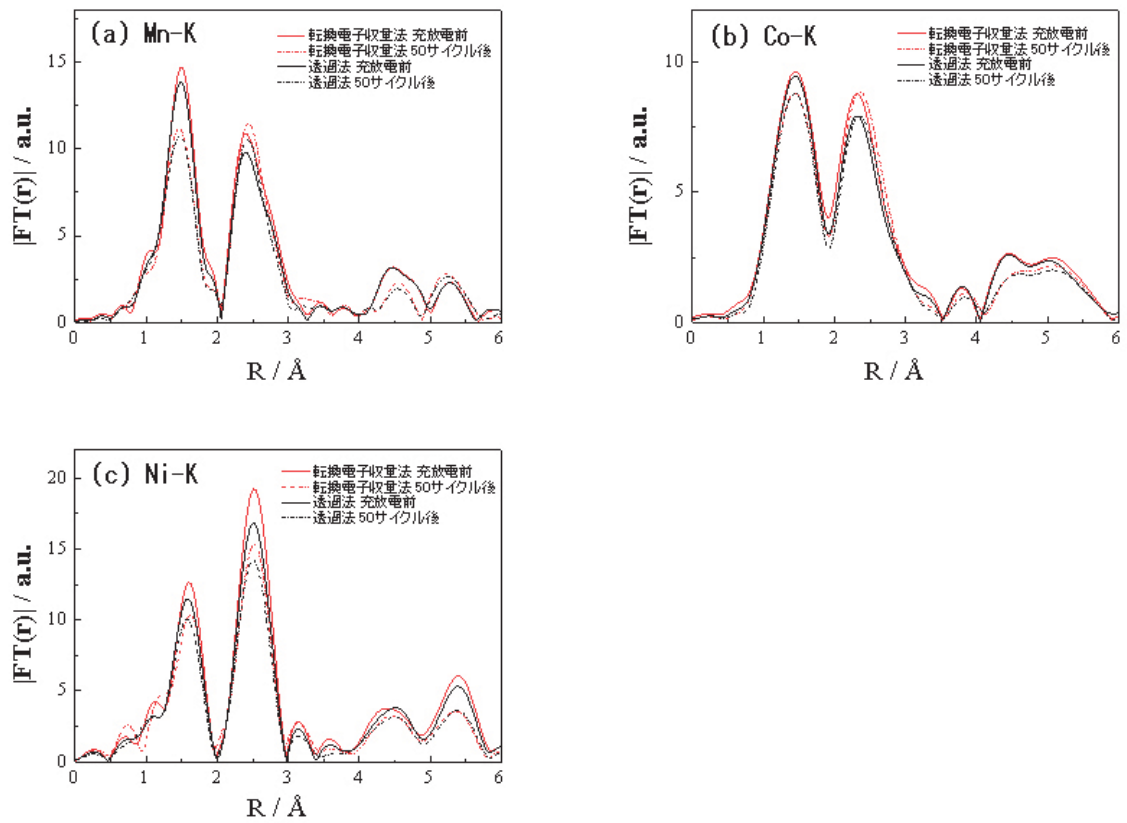 (a) Mn-K
転換電子収量法 充放電前
転換電子収量法 50サイクル後
透過法 充放電前
透過法 50サイクル後
|FT(r)| / a.u.
15
10
5
0
0 1 2 3 4 5 6
R / Å
(b) Co-K
転換電子収量法 充放電前
転換電子収量法 50サイクル後
透過法 充放電前
透過法 50サイクル後
|FT(r)| / a.u.
10
5
0
0 1 2 3 4 5 6
R / Å
(c) Ni-K
転換電子収量法 充放電前
転換電子収量法 50サイクル後
透過法 充放電前
透過法 50サイクル後
|FT(r)| / a.u.
20
15
10
5
0
0 1 2 3 4 5 6
R / Å